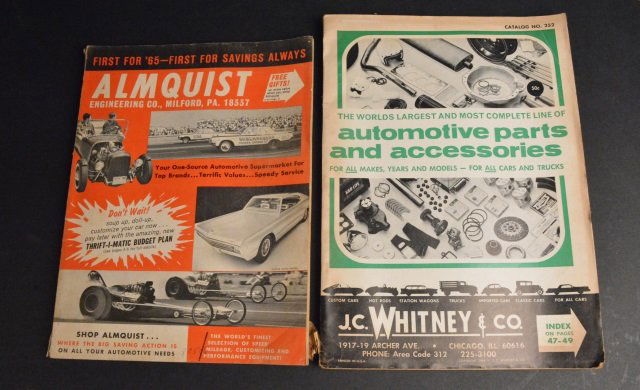 FIRST FOR '65—FIRST FOR SAVINGS ALWAYS
ALMQUIST
ENGINEERING CO., MILFORD, PA. 18337
FREE
GIFTS!
Your One-Source Automotive Supermarket For
Top Brands...Terrific Values...Speedy Service
Don't Wait!
soup up, doll-up,
customize your car now...
pay later with the amazing, new
THRIFT-I-MATIC BUDGET PLAN
SHOP ALMQUIST...
WHERE THE BIG SAVING ACTION IS
ON ALL YOUR AUTOMOTIVE NEEDS
THE WORLD'S FINEST
SELECTION OF SPEED
MILEAGE, CUSTOMIZING AND
PERFORMANCE EQUIPMENT!
CATALOG NO. 252
50c
THE WORLDS LARGEST AND MOST COMPLETE LINE OF
automotive parts
and accessories
FOR ALL MAKES, YEARS AND MODELS — FOR ALL CARS AND TRUCKS
CUSTOM CARS HOT RODS STATION WAGONS TRUCKS IMPORTED CARS CLASSIC CARS FOR ALL CARS
J.C. WHITNEY & CO.
1917-19 ARCHER AVE. • CHICAGO, ILL. 60616
PHONE: Area Code 312 225-3100
INDEX
ON PAGES
47-49